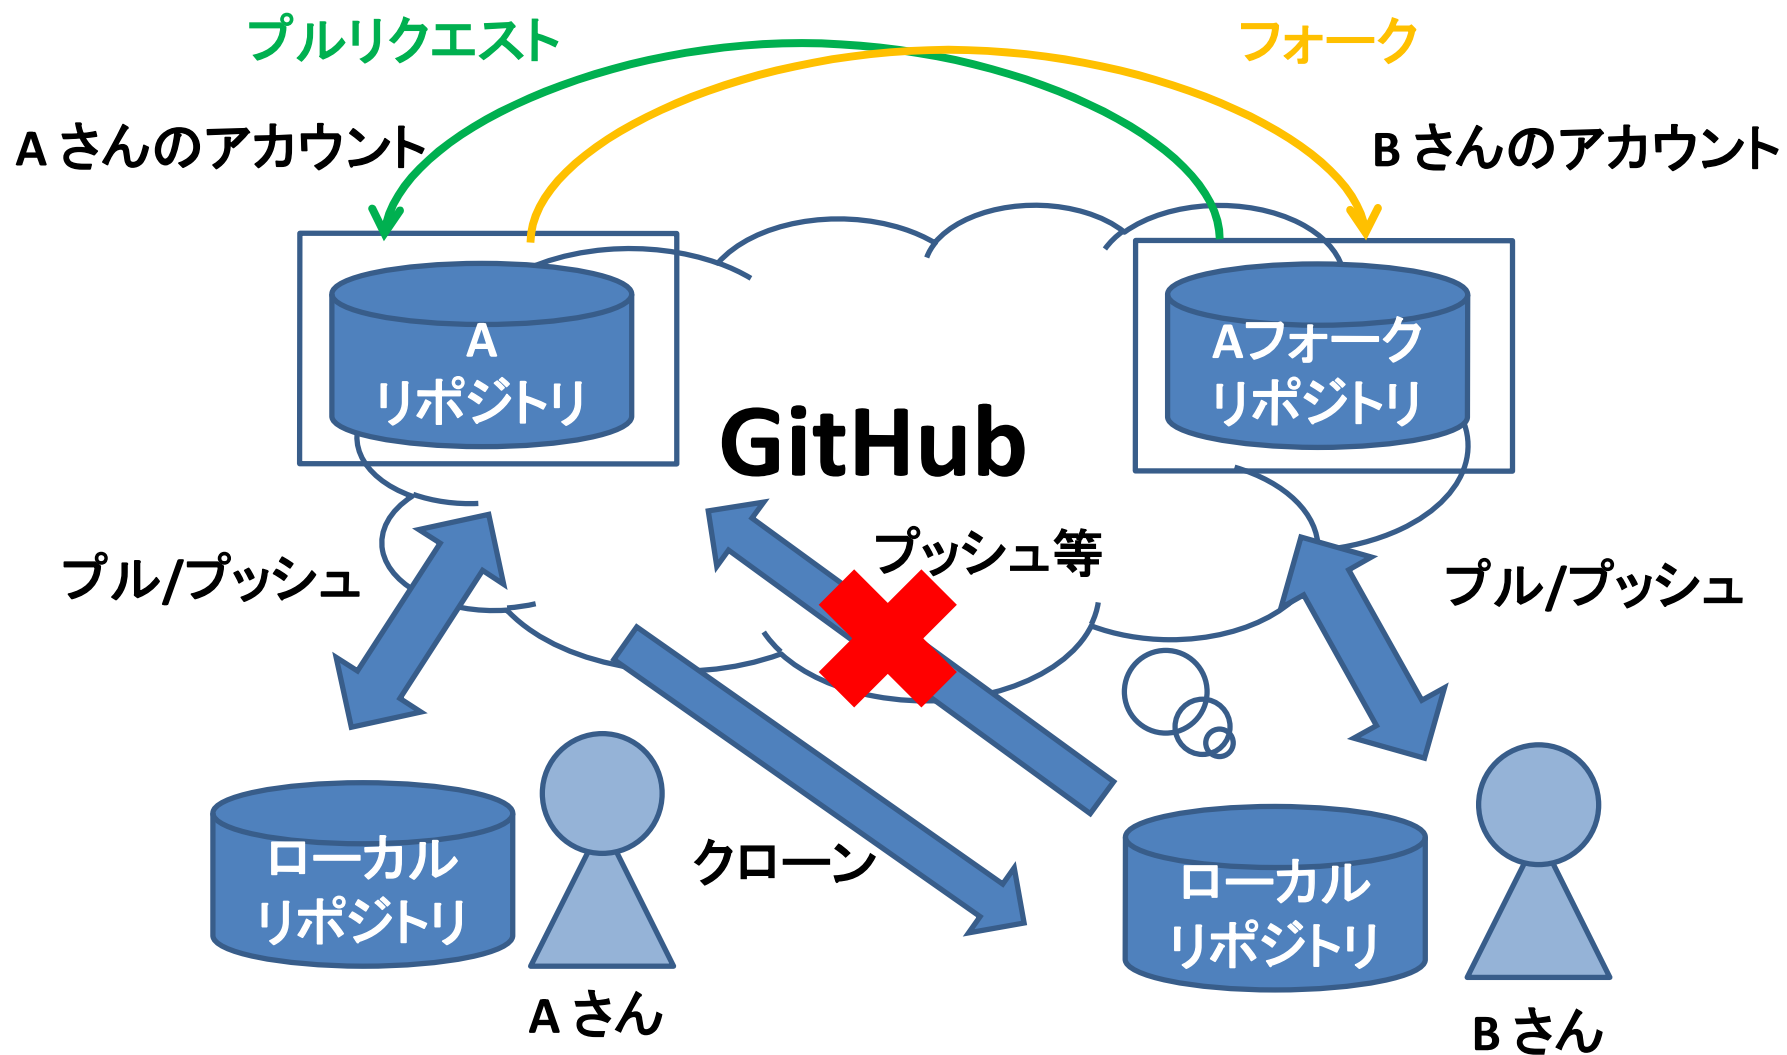 プルリクエスト
フォーク
A さんのアカウント
B さんのアカウント
A
リポジトリ
Aフォーク
リポジトリ
GitHub
プル/プッシュ
プッシュ等
プル/プッシュ
クローン
ローカル
リポジトリ
ローカル
リポジトリ
A さん
B さん